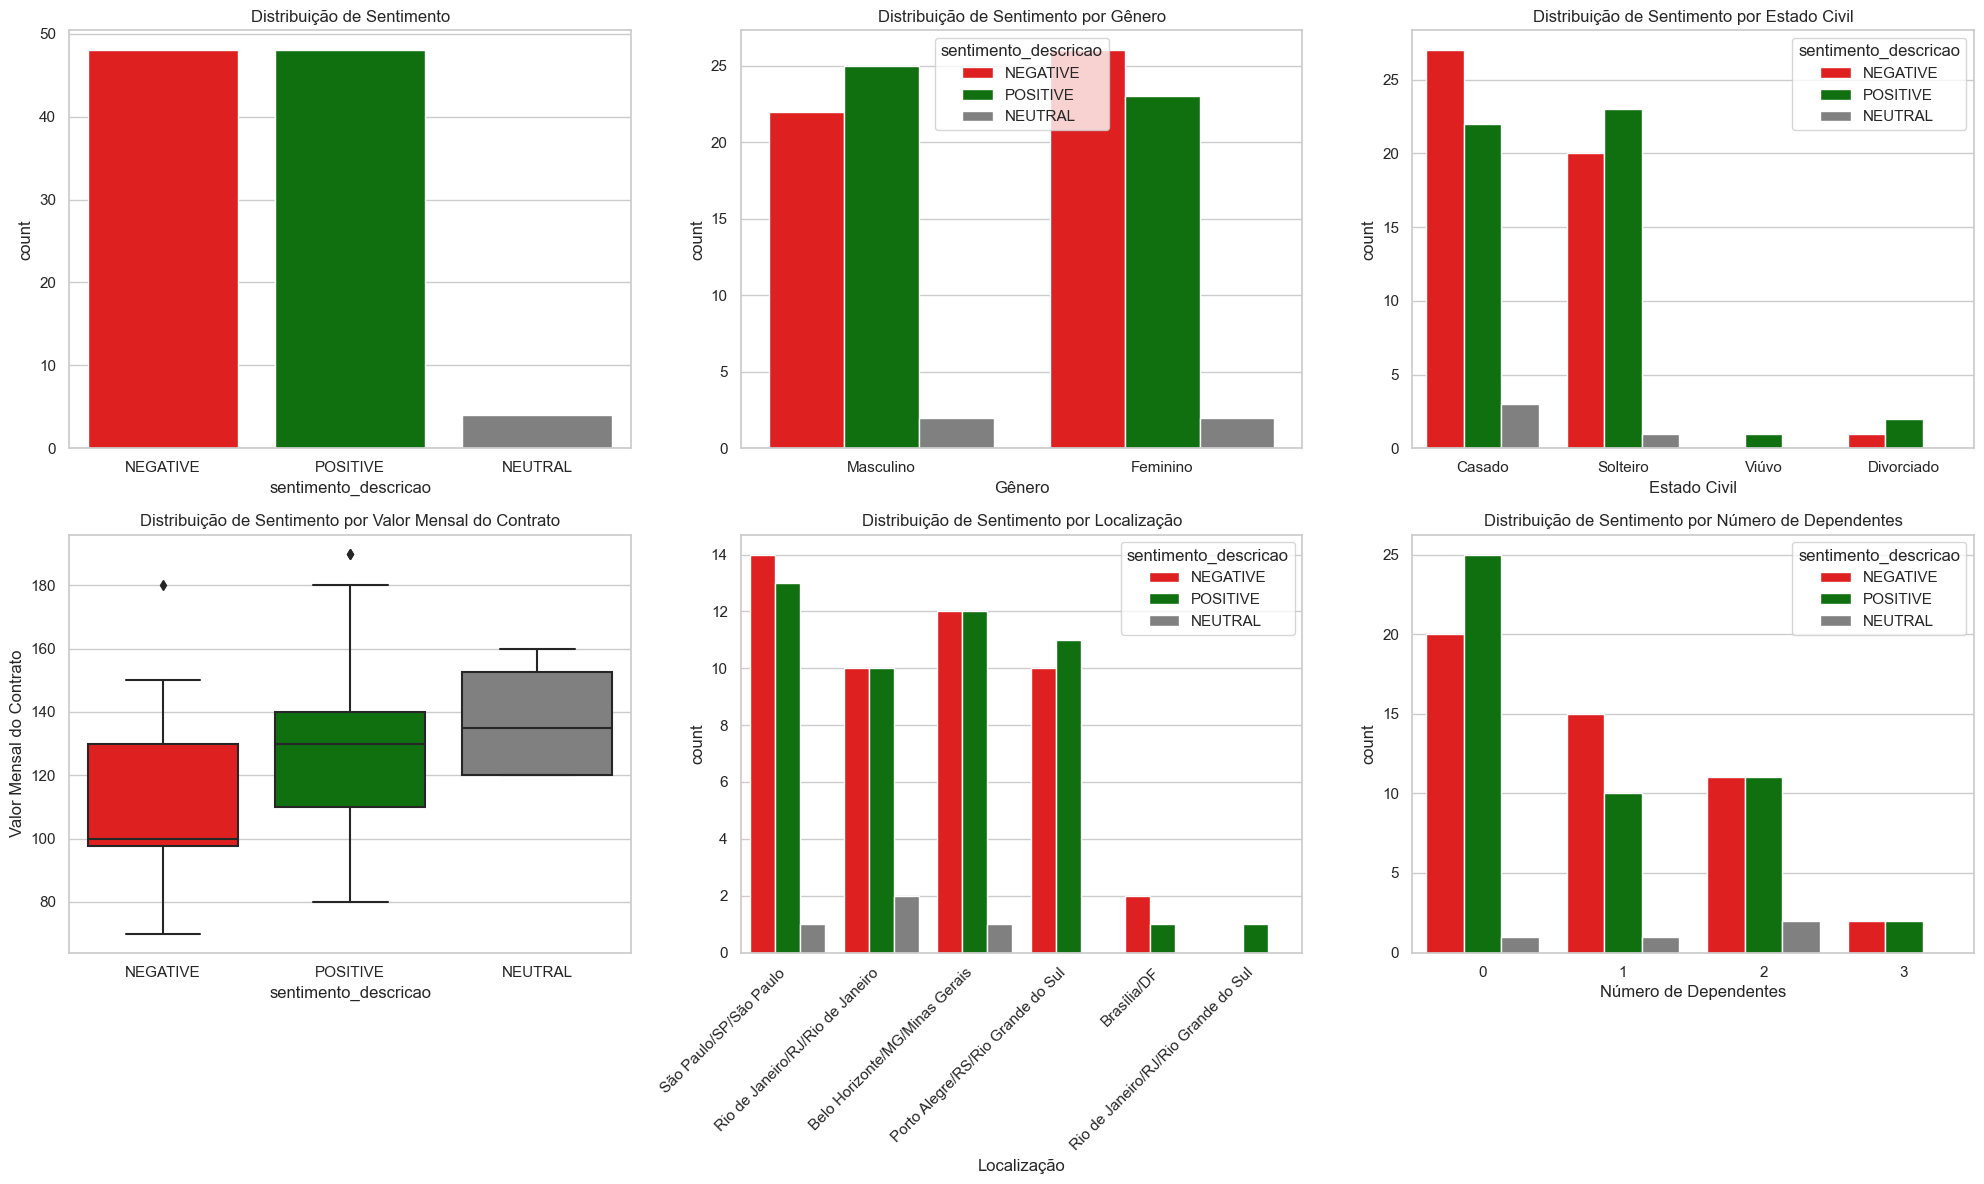 Distribuição de Sentimento
50
40
30
20
10
0
count
NEGATIVE
POSITIVE
NEUTRAL
sentimento_descricao
Distribuição de Sentimento por Gênero
sentimento_descricao
NEGATIVE
POSITIVE
NEUTRAL
25
20
15
10
5
0
count
Masculino
Feminino
Gênero
Distribuição de Sentimento por Estado Civil
sentimento_descricao
NEGATIVE
POSITIVE
NEUTRAL
25
20
15
10
5
0
count
Casado
Solteiro
Viúvo
Divorciado
Estado Civil
Distribuição de Sentimento por Valor Mensal do Contrato
180
160
140
120
100
80
Valor Mensal do Contrato
NEGATIVE
POSITIVE
NEUTRAL
sentimento_descricao
Distribuição de Sentimento por Localização
sentimento_descricao
NEGATIVE
POSITIVE
NEUTRAL
14
12
10
8
6
4
2
0
count
São Paulo/SP/São Paulo
Rio de Janeiro/RJ/Rio de Janeiro
Belo Horizonte/MG/Minas Gerais
Porto Alegre/RS/Rio Grande do Sul
Brasília/DF
Rio de Janeiro/RJ/Rio Grande do Sul
Localização
Distribuição de Sentimento por Número de Dependentes
sentimento_descricao
NEGATIVE
POSITIVE
NEUTRAL
25
20
15
10
5
0
count
0
1
2
3
Número de Dependentes